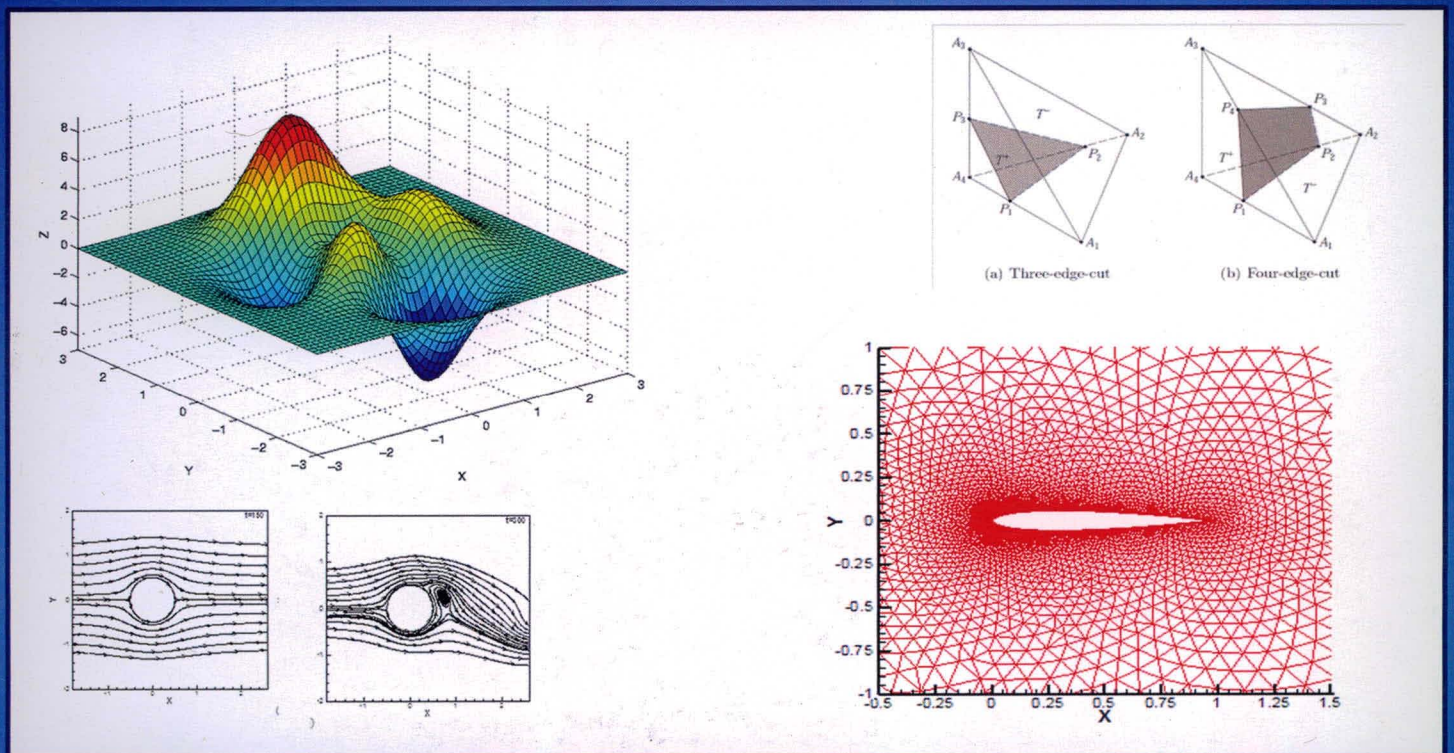 8
6
4
2
0
−2
−4
−6
Z
3
2
1
0
−1
−2
−3
Y
−3
−2
−1
0
1
2
3
X
A3
P3
T−
A2
P2
T+
A4
P1
A1
(a) Three-edge-cut
A3
P4
P3
A2
P2
T+
A4
T−
P1
A1
(b) Four-edge-cut
1
0.75
0.5
0.25
0
-0.25
-0.5
-0.75
-1
Y
-0.5 -0.25 0 0.25 0.5 0.75 1 1.25 1.5
X
Y
X
X